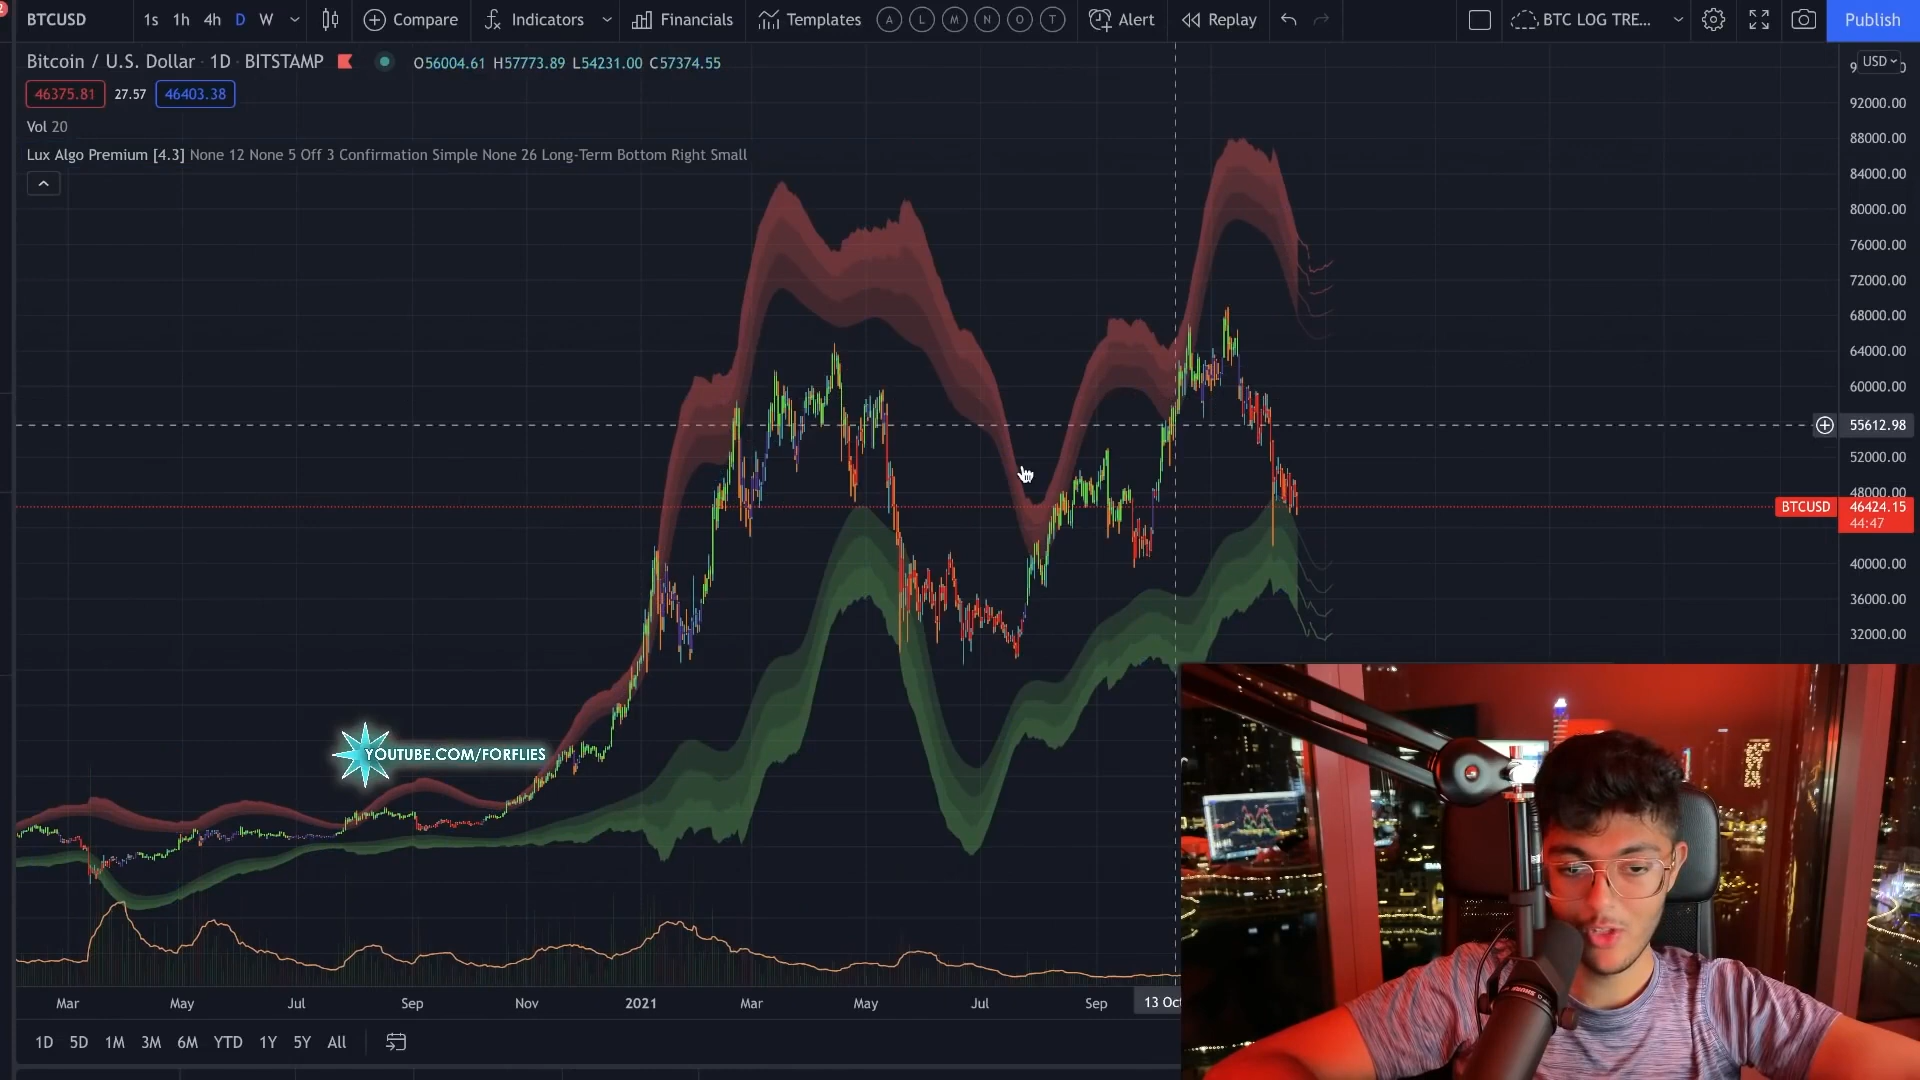 BTCUSD 1s 1h 4h D W Compare Indicators Financials Templates A L M N O T Alert Replay BTC LOG TRE... Publish
Bitcoin / U.S. Dollar · 1D · BITSTAMP O56004.61 H57773.89 L54231.00 C57374.55
USD
46375.81 27.57 46403.38
Vol 20
Lux Algo Premium [4.3] None 12 None 5 Off 3 Confirmation Simple None 26 Long-Term Bottom Right Small
92000.00
88000.00
84000.00
80000.00
76000.00
72000.00
68000.00
64000.00
60000.00
55612.98
52000.00
48000.00
BTCUSD 46424.15
44:47
40000.00
36000.00
32000.00
YOUTUBE.COM/FORFLIES
Mar May Jul Sep Nov 2021 Mar May Jul Sep 13 Oct
1D 5D 1M 3M 6M YTD 1Y 5Y All